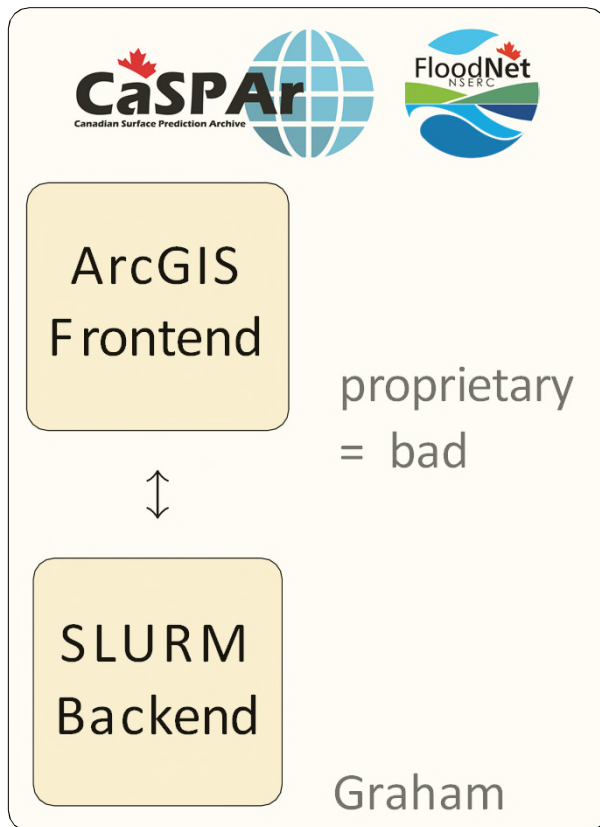 CaSPAr
Canadian Surface Prediction Archive
FloodNet
NSERC
ArcGIS
Frontend
proprietary
= bad
SLURM
Backend
Graham